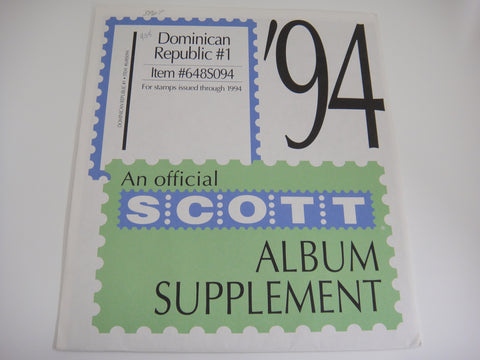 Dominican
Republic #1
Item #648S094
For stamps issued through 1994
'94
An official
SCOTT
ALBUM
SUPPLEMENT